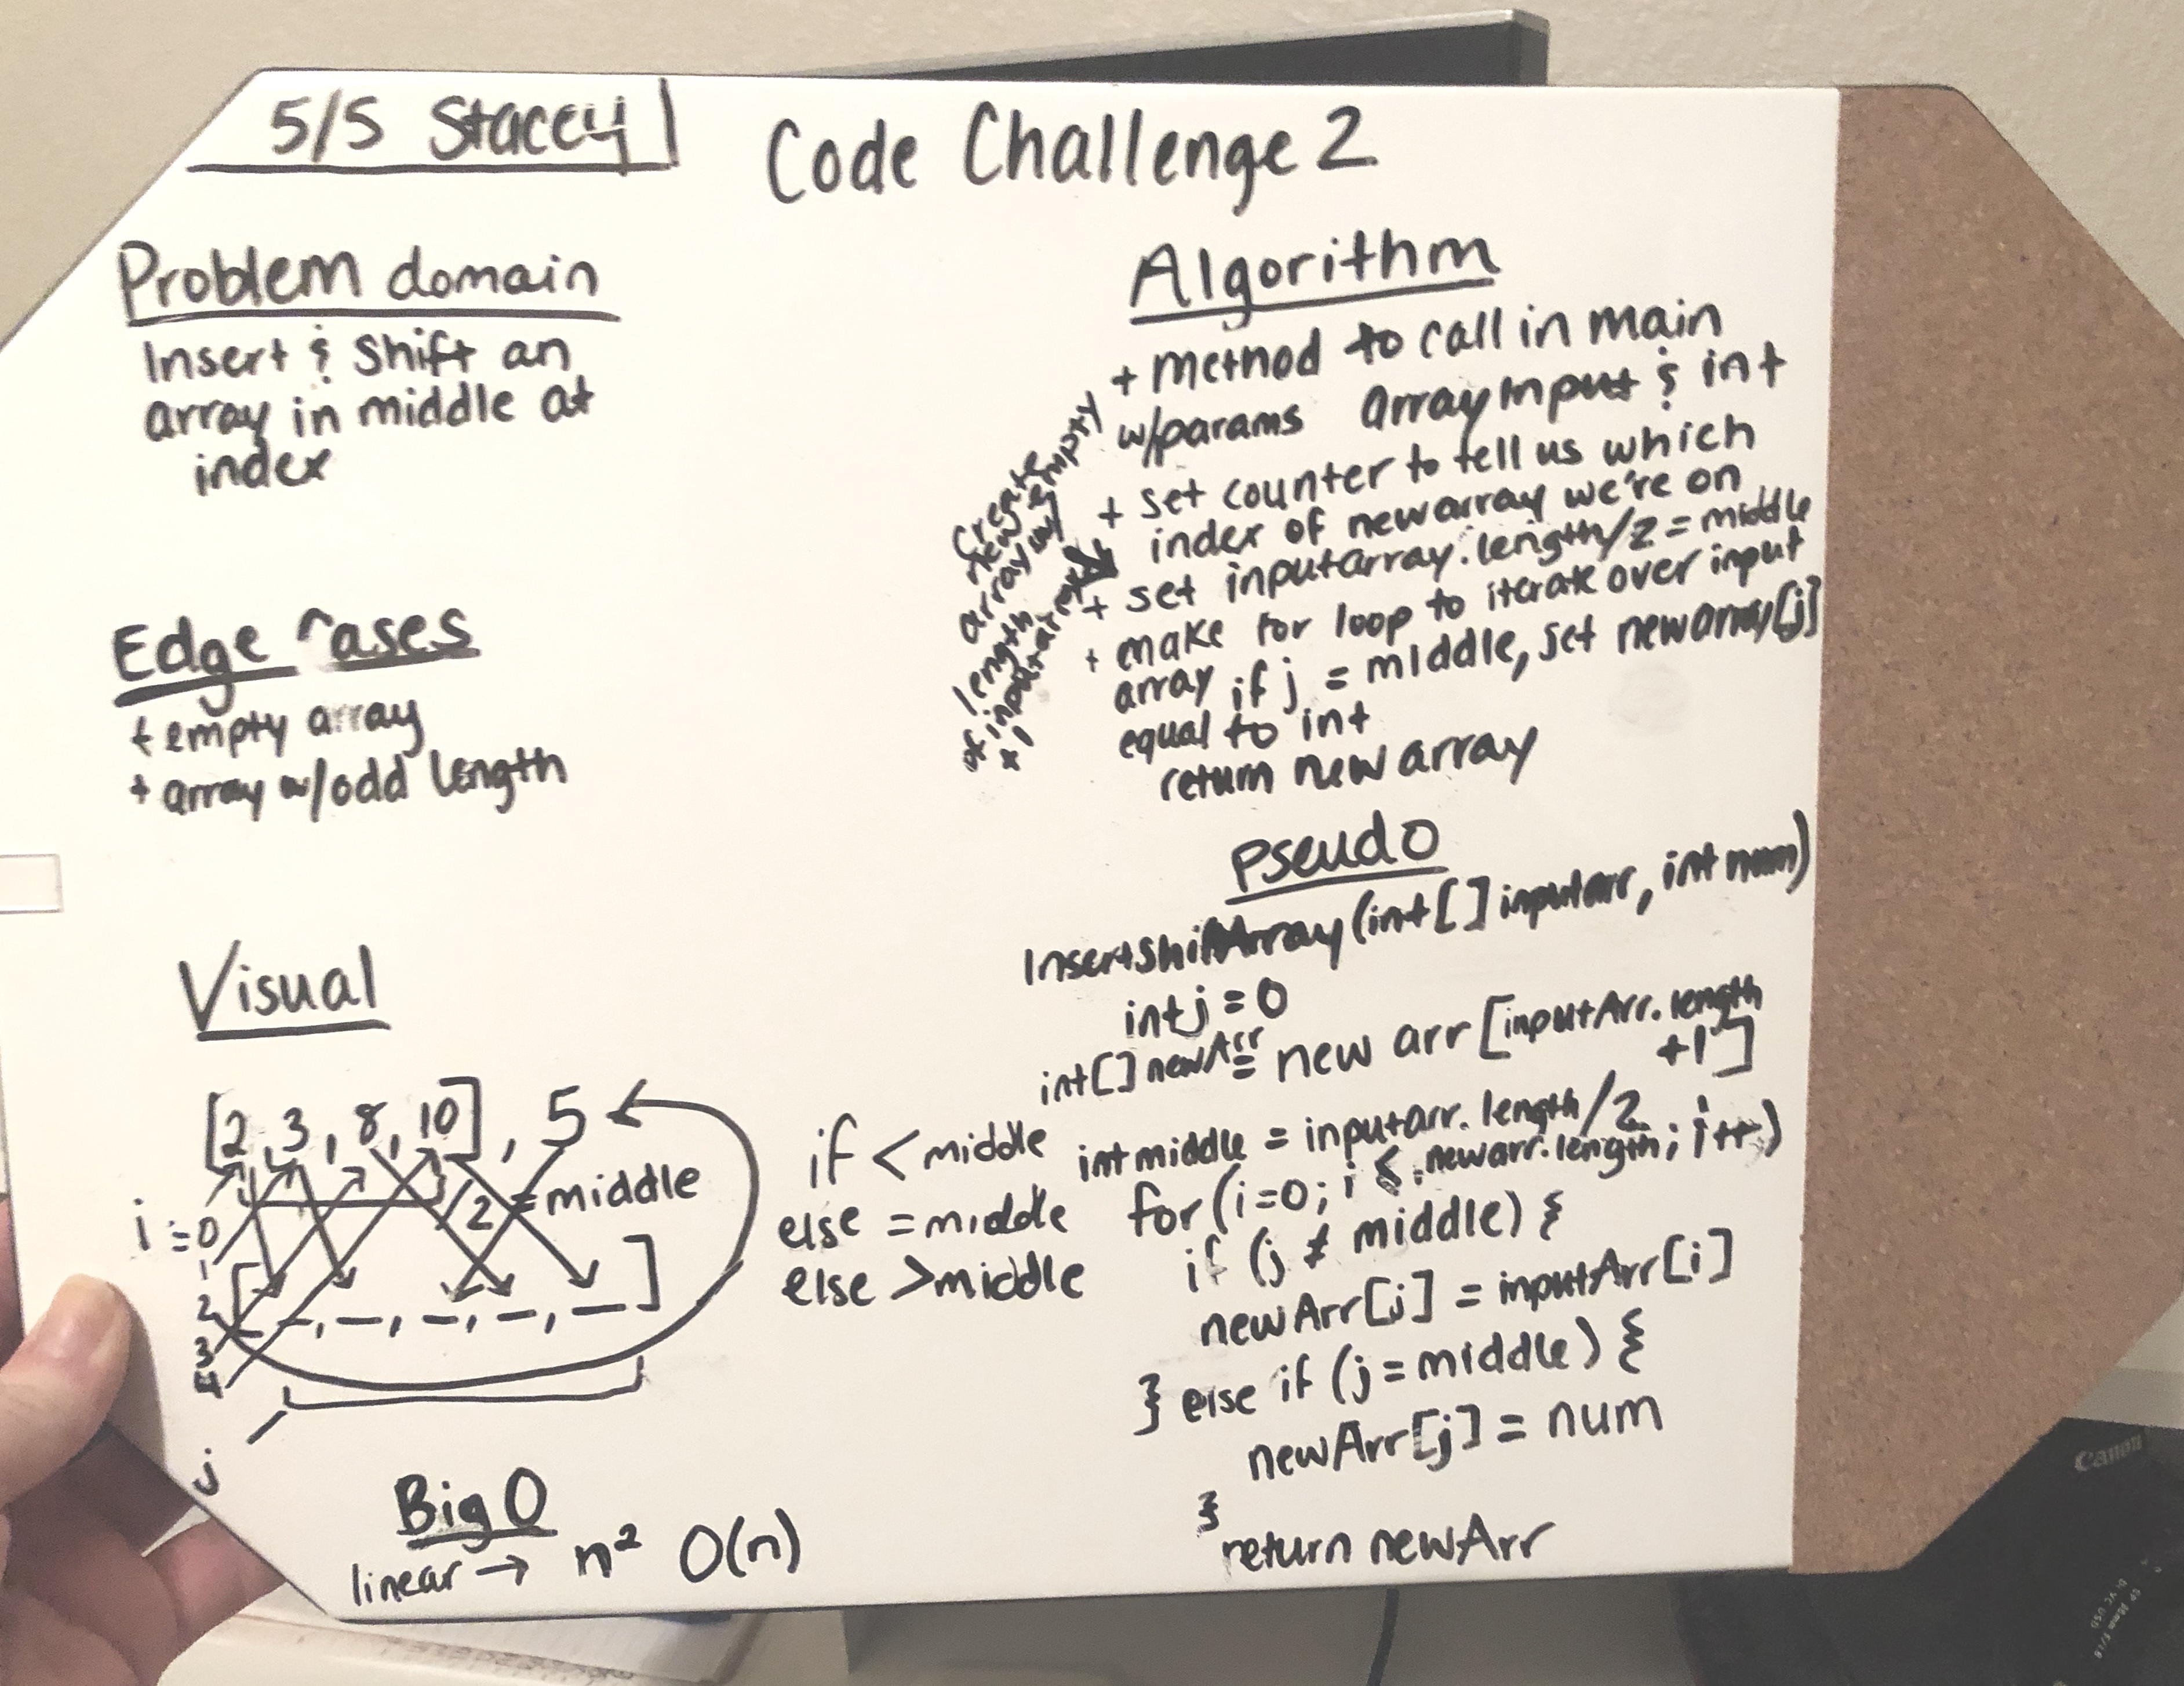 5/5 Stacey
Code Challenge 2
Problem domain
Insert & Shift an
array in middle at
index
Edge Cases
+ empty array
+ array w/odd length
Visual
[2, 3, 8, 10], 5
/2 = middle
i=0
1
2
3
4
[_, _, _, _, _]
j
Big O
linear → n² O(n)
Algorithm
+ method to call in main
w/params arrayInput & int
create
new empty
array w/
length
of inputarray
+1
+ set counter to tell us which
index of newarray we're on
+ set inputarray.length/2 = middle
+ make for loop to iterate over input
array if j = middle, set newarray[j]
equal to int
return new array
pseudo
InsertShiftArray(int[] inputarr, int num)
int j = 0
int[] newArr = new arr[inputArr.length
+1]
int middle = inputarr.length/2
for(i=0; i < newarr.length; i++)
if (j ≠ middle) {
newArr[j] = inputArr[i]
} else if (j = middle) {
newArr[j] = num
}
return newArr
if < middle
else = middle
else > middle
Canon